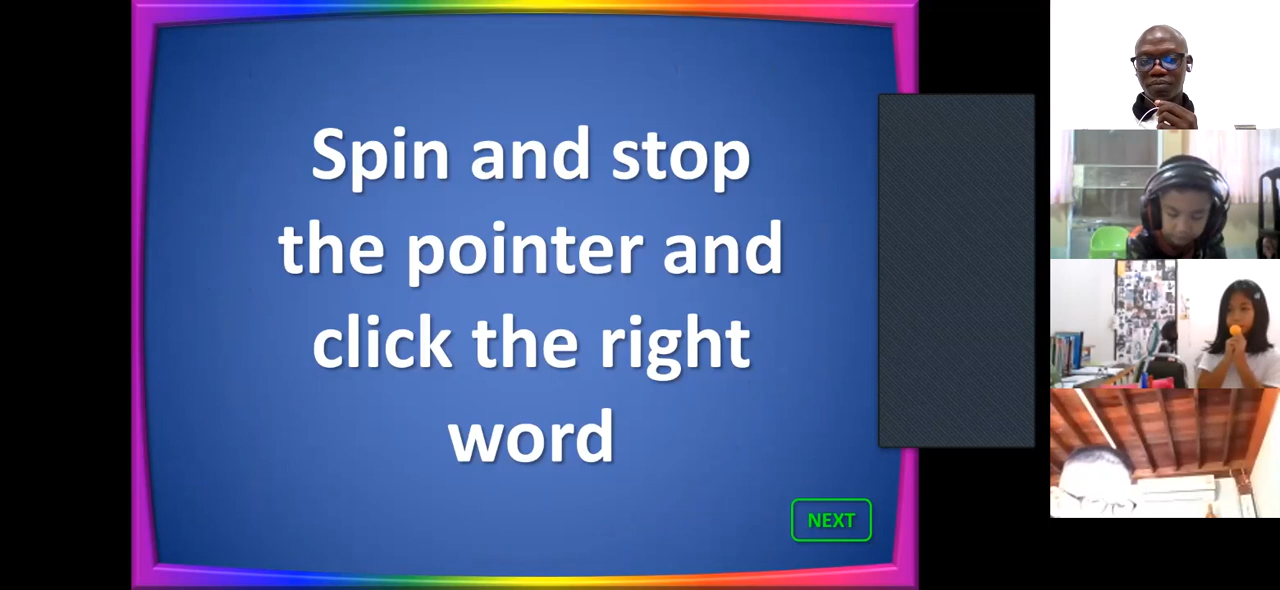 Spin and stop
the pointer and
click the right
word
NEXT